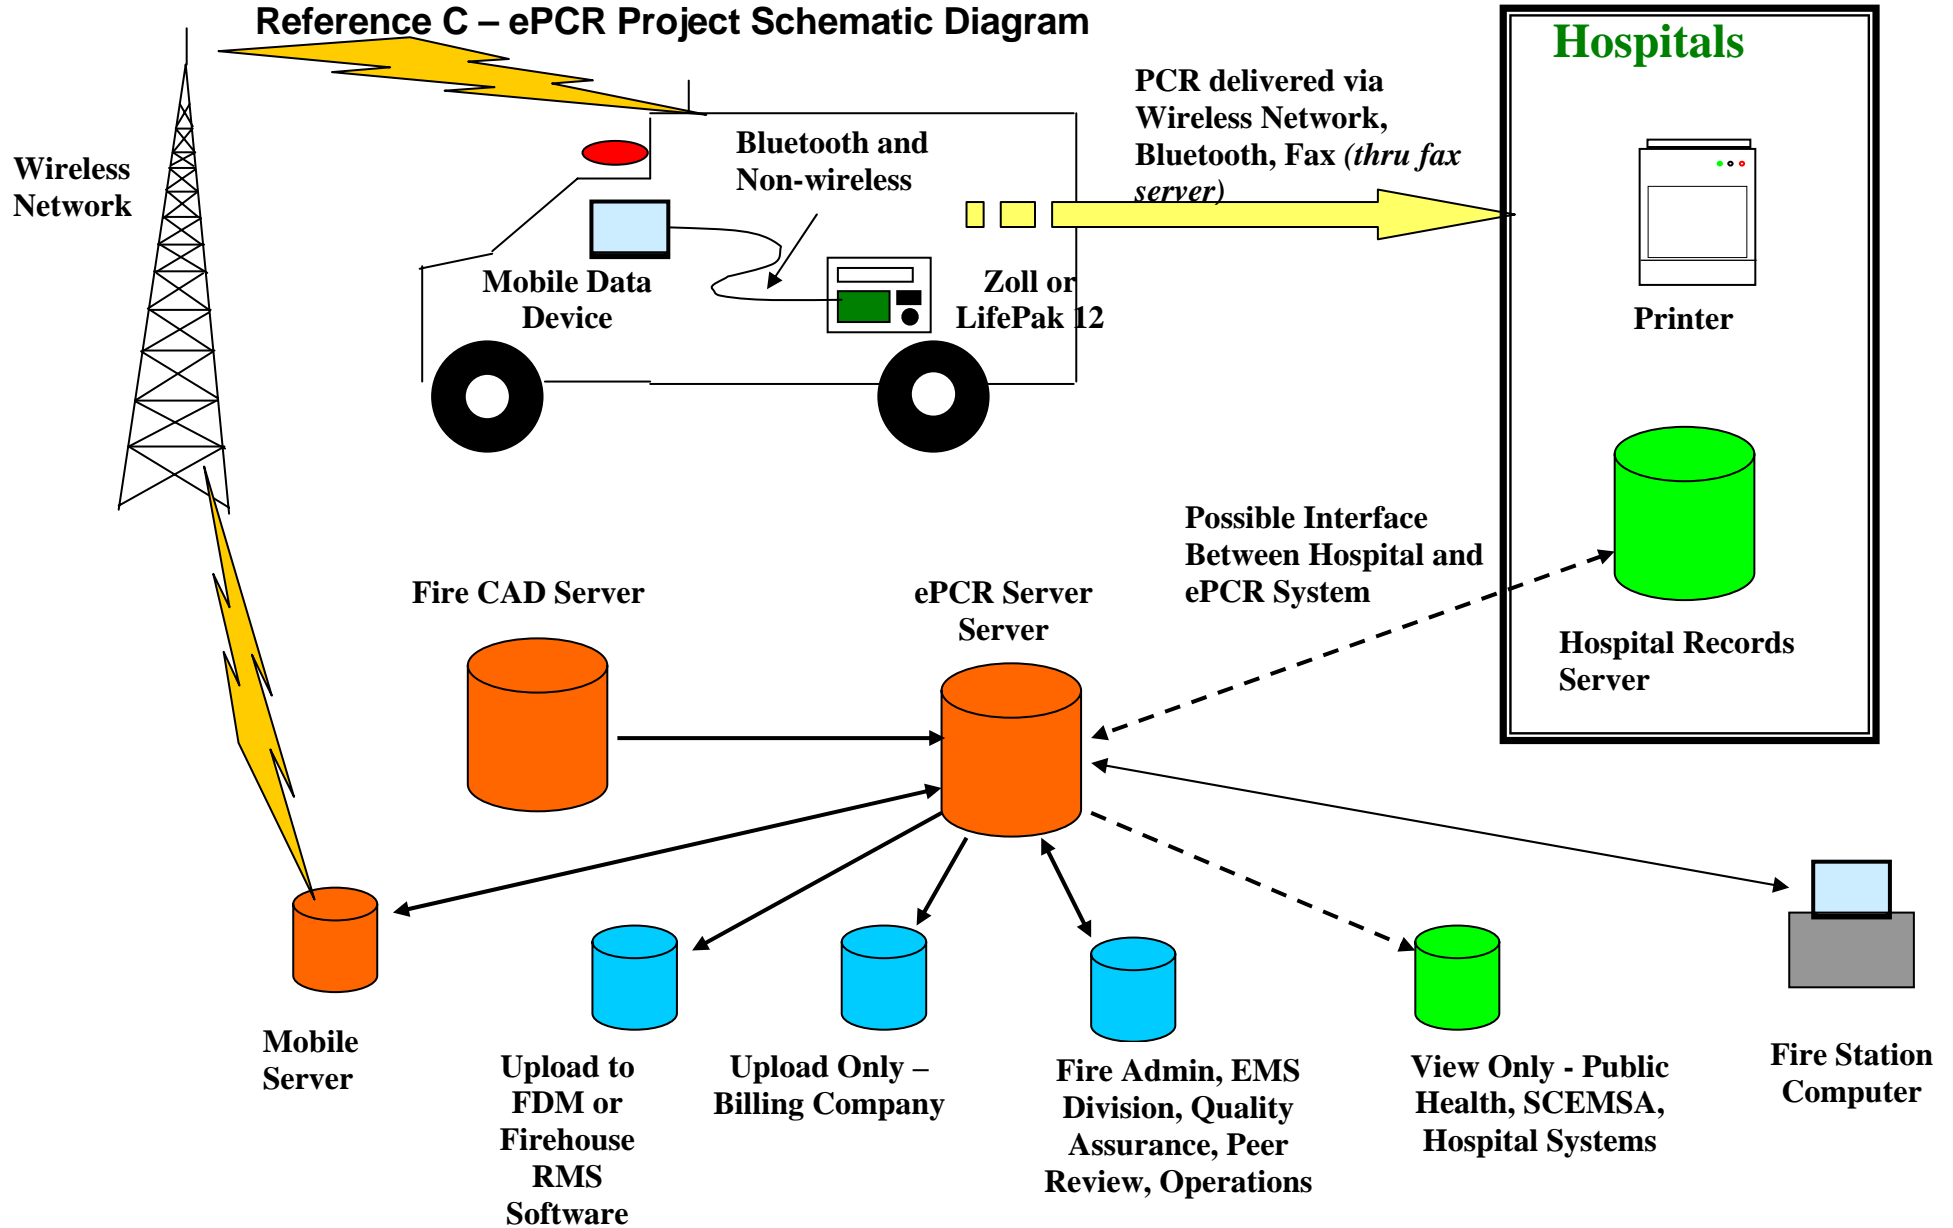 Reference C – ePCR Project Schematic Diagram
Hospitals
PCR delivered via
Wireless Network,
Bluetooth, Fax (thru fax
server)
Wireless
Network
Bluetooth and
Non-wireless
Mobile Data
Device
Zoll or
LifePak 12
Printer
Possible Interface
Between Hospital and
ePCR System
Fire CAD Server
ePCR Server
Server
Hospital Records
Server
Mobile
Server
Upload to
FDM or
Firehouse
RMS
Software
Upload Only –
Billing Company
Fire Admin, EMS
Division, Quality
Assurance, Peer
Review, Operations
View Only - Public
Health, SCEMSA,
Hospital Systems
Fire Station
Computer